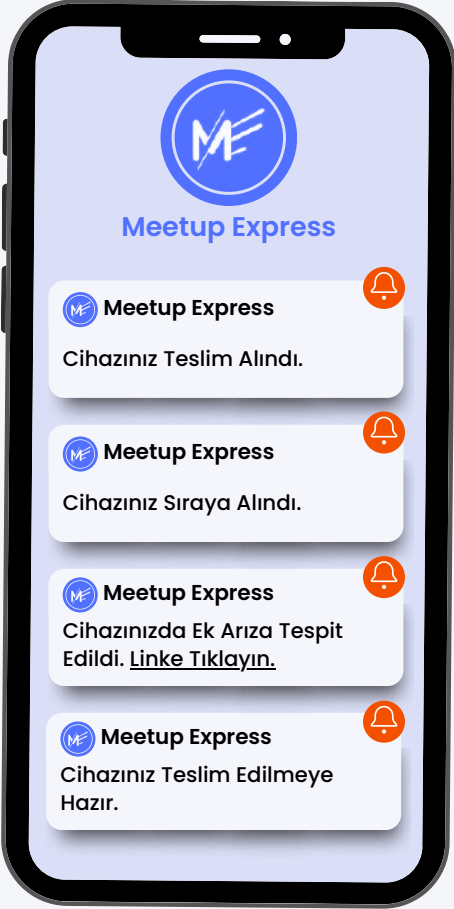 ME
Meetup Express
Meetup Express
Cihazınız Teslim Alındı.
Meetup Express
Cihazınız Sıraya Alındı.
Meetup Express
Cihazınızda Ek Arıza Tespit
Edildi. Linke Tıklayın.
Meetup Express
Cihazınız Teslim Edilmeye
Hazır.